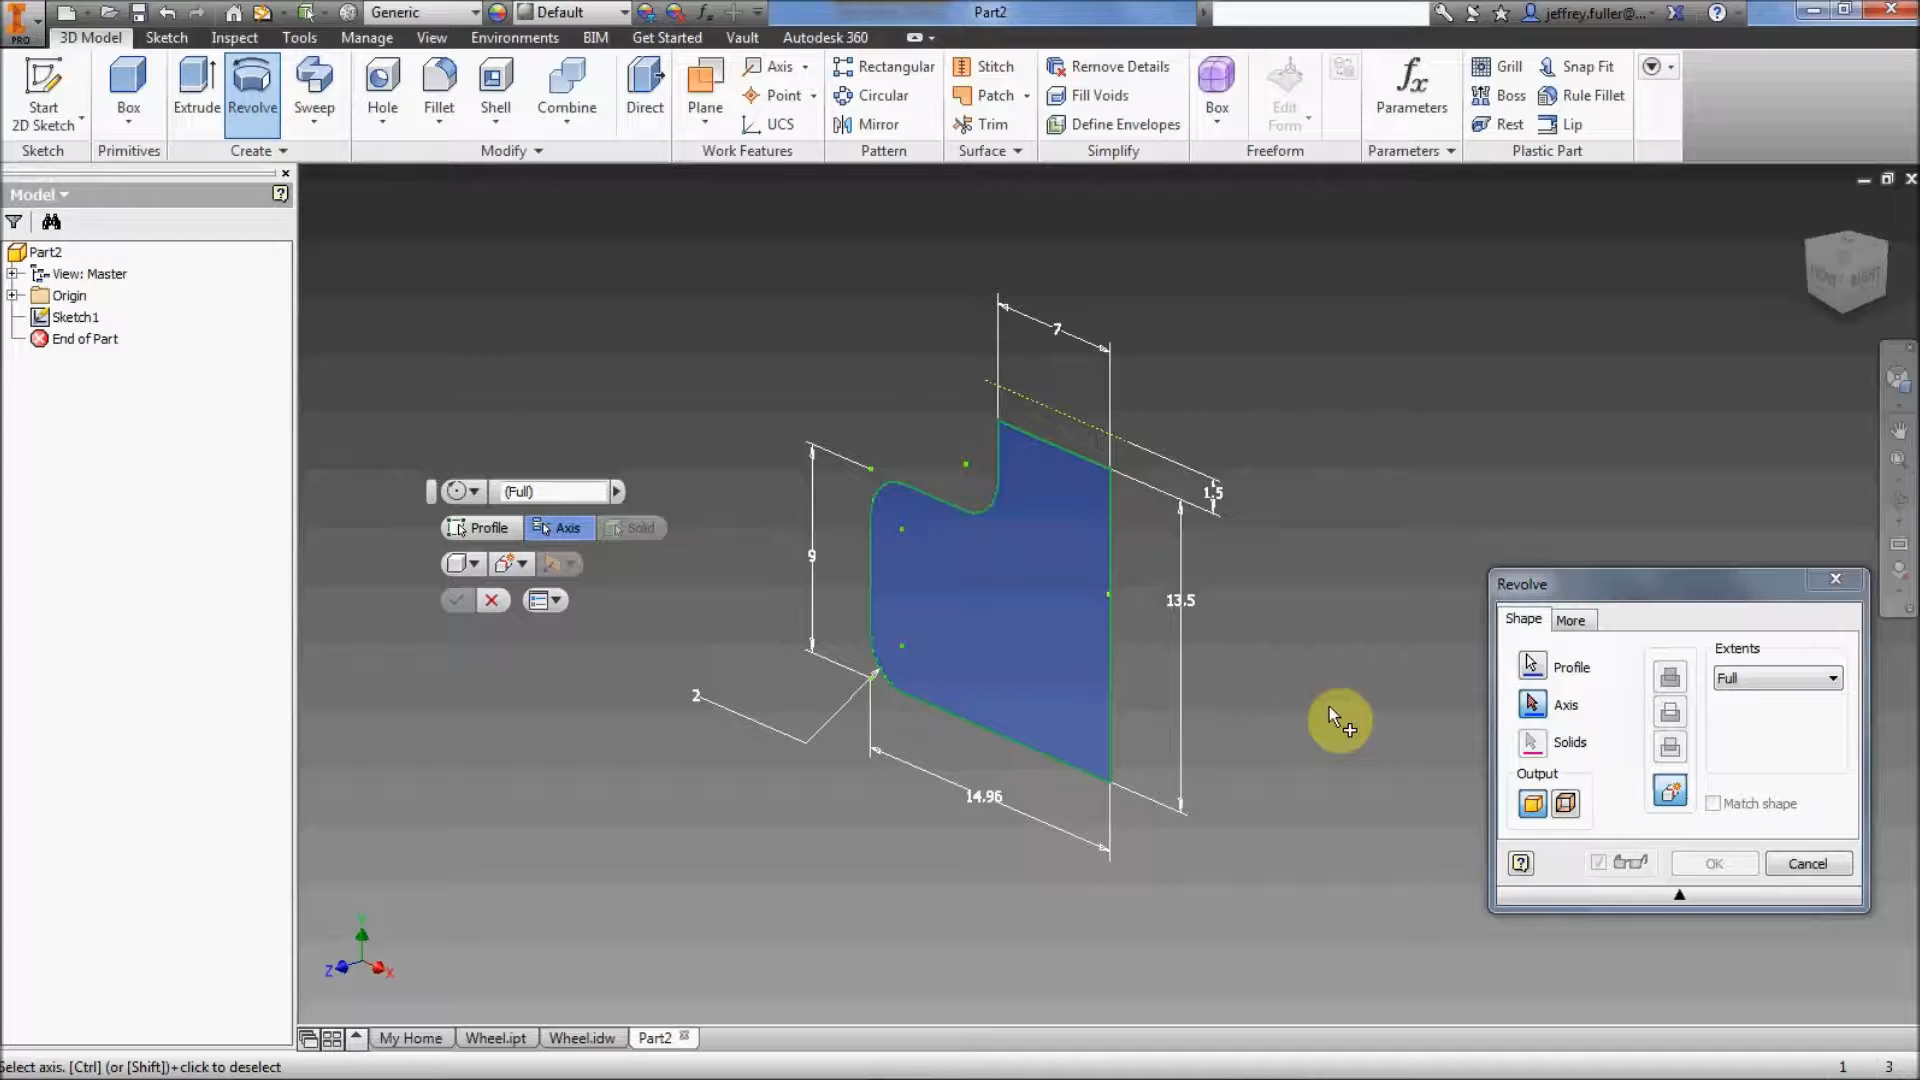 Generic
Default
Part2
jeffrey.fuller@...
PRO
3D Model
Sketch
Inspect
Tools
Manage
View
Environments
BIM
Get Started
Vault
Autodesk 360
Start
2D Sketch
Box
Extrude
Revolve
Sweep
Hole
Fillet
Shell
Combine
Direct
Plane
Axis
Point
UCS
Rectangular
Circular
Mirror
Stitch
Patch
Trim
Remove Details
Fill Voids
Define Envelopes
Box
Edit
Form
fx
Parameters
Grill
Boss
Rest
Snap Fit
Rule Fillet
Lip
Sketch
Primitives
Create
Modify
Work Features
Pattern
Surface
Simplify
Freeform
Parameters
Plastic Part
Model
Part2
View: Master
Origin
Sketch1
End of Part
FRONT
RIGHT
7
1.5
9
13.5
2
14.96
(Full)
Profile
Axis
Solid
Revolve
Shape
More
Profile
Axis
Solids
Output
Extents
Full
Match shape
OK
Cancel
Y
Z
X
My Home
Wheel.ipt
Wheel.idw
Part2
Select axis. [Ctrl] (or [Shift])+click to deselect
1
3